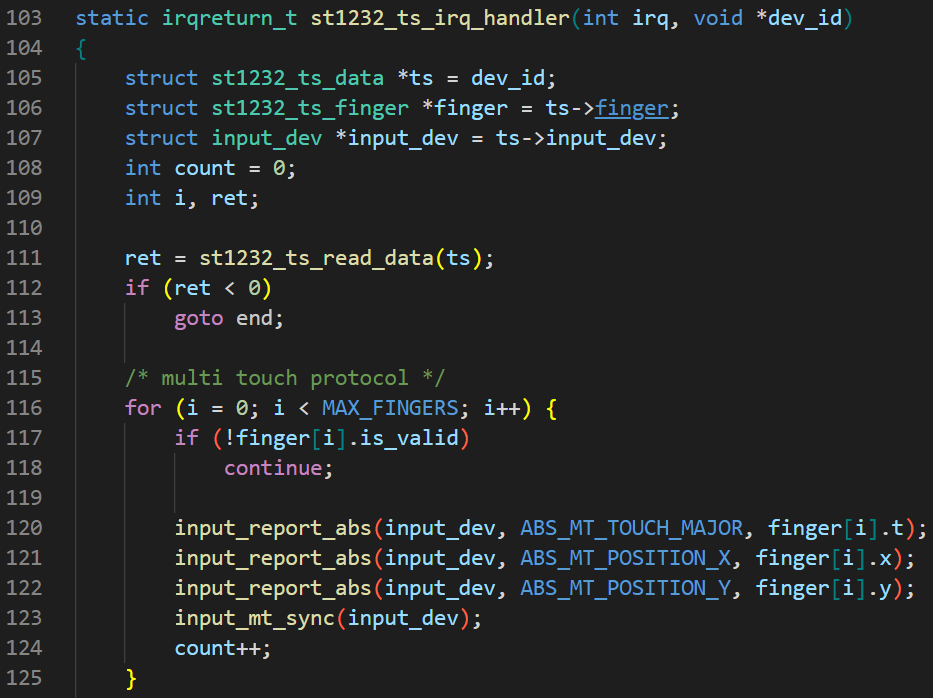 103 static irqreturn_t st1232_ts_irq_handler(int irq, void *dev_id)
104 {
105     struct st1232_ts_data *ts = dev_id;
106     struct st1232_ts_finger *finger = ts->finger;
107     struct input_dev *input_dev = ts->input_dev;
108     int count = 0;
109     int i, ret;
110
111     ret = st1232_ts_read_data(ts);
112     if (ret < 0)
113         goto end;
114
115     /* multi touch protocol */
116     for (i = 0; i < MAX_FINGERS; i++) {
117         if (!finger[i].is_valid)
118             continue;
119
120         input_report_abs(input_dev, ABS_MT_TOUCH_MAJOR, finger[i].t);
121         input_report_abs(input_dev, ABS_MT_POSITION_X, finger[i].x);
122         input_report_abs(input_dev, ABS_MT_POSITION_Y, finger[i].y);
123         input_mt_sync(input_dev);
124         count++;
125     }